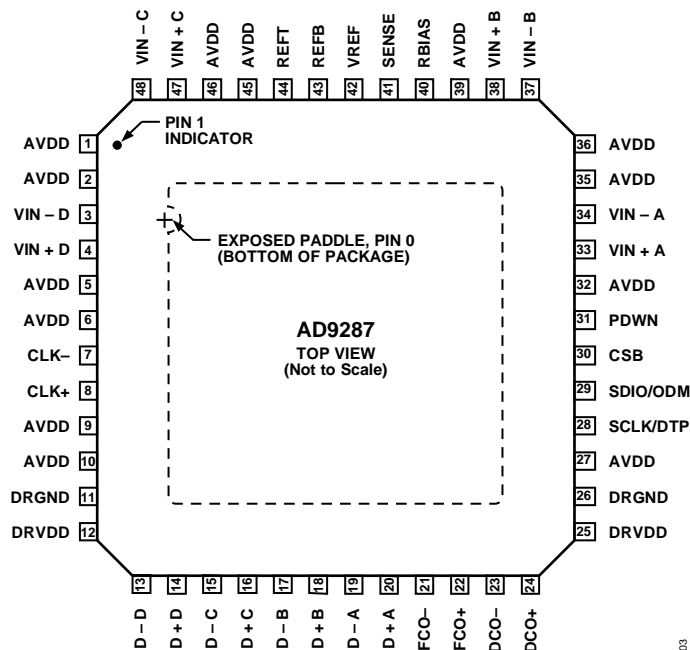 VIN – C
VIN + C
AVDD
AVDD
REFT
REFB
VREF
SENSE
RBIAS
AVDD
VIN + B
VIN – B
48
47
46
45
44
43
42
41
40
39
38
37
PIN 1
INDICATOR
AVDD 1
AVDD 2
VIN – D 3
VIN + D 4
AVDD 5
AVDD 6
CLK– 7
CLK+ 8
AVDD 9
AVDD 10
DRGND 11
DRVDD 12
EXPOSED PADDLE, PIN 0
(BOTTOM OF PACKAGE)
AD9287
TOP VIEW
(Not to Scale)
36 AVDD
35 AVDD
34 VIN – A
33 VIN + A
32 AVDD
31 PDWN
30 CSB
29 SDIO/ODM
28 SCLK/DTP
27 AVDD
26 DRGND
25 DRVDD
13
14
15
16
17
18
19
20
21
22
23
24
D – D
D + D
D – C
D + C
D – B
D + B
D – A
D + A
FCO–
FCO+
DCO–
DCO+
03